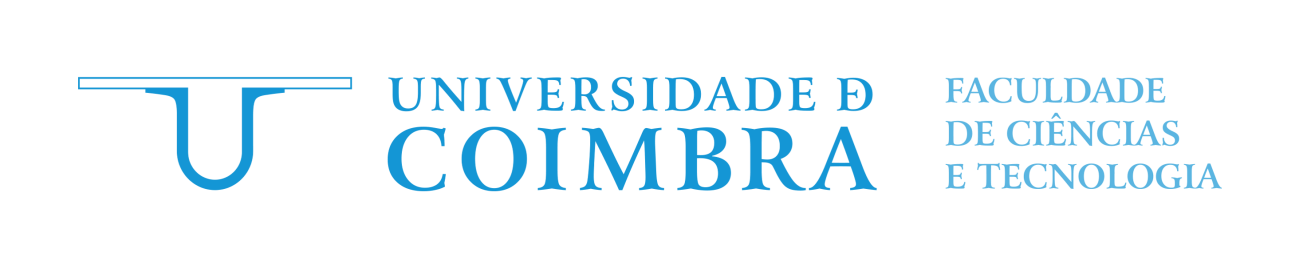 UNIVERSIDADE Ð
COIMBRA
FACULDADE
DE CIÊNCIAS
E TECNOLOGIA